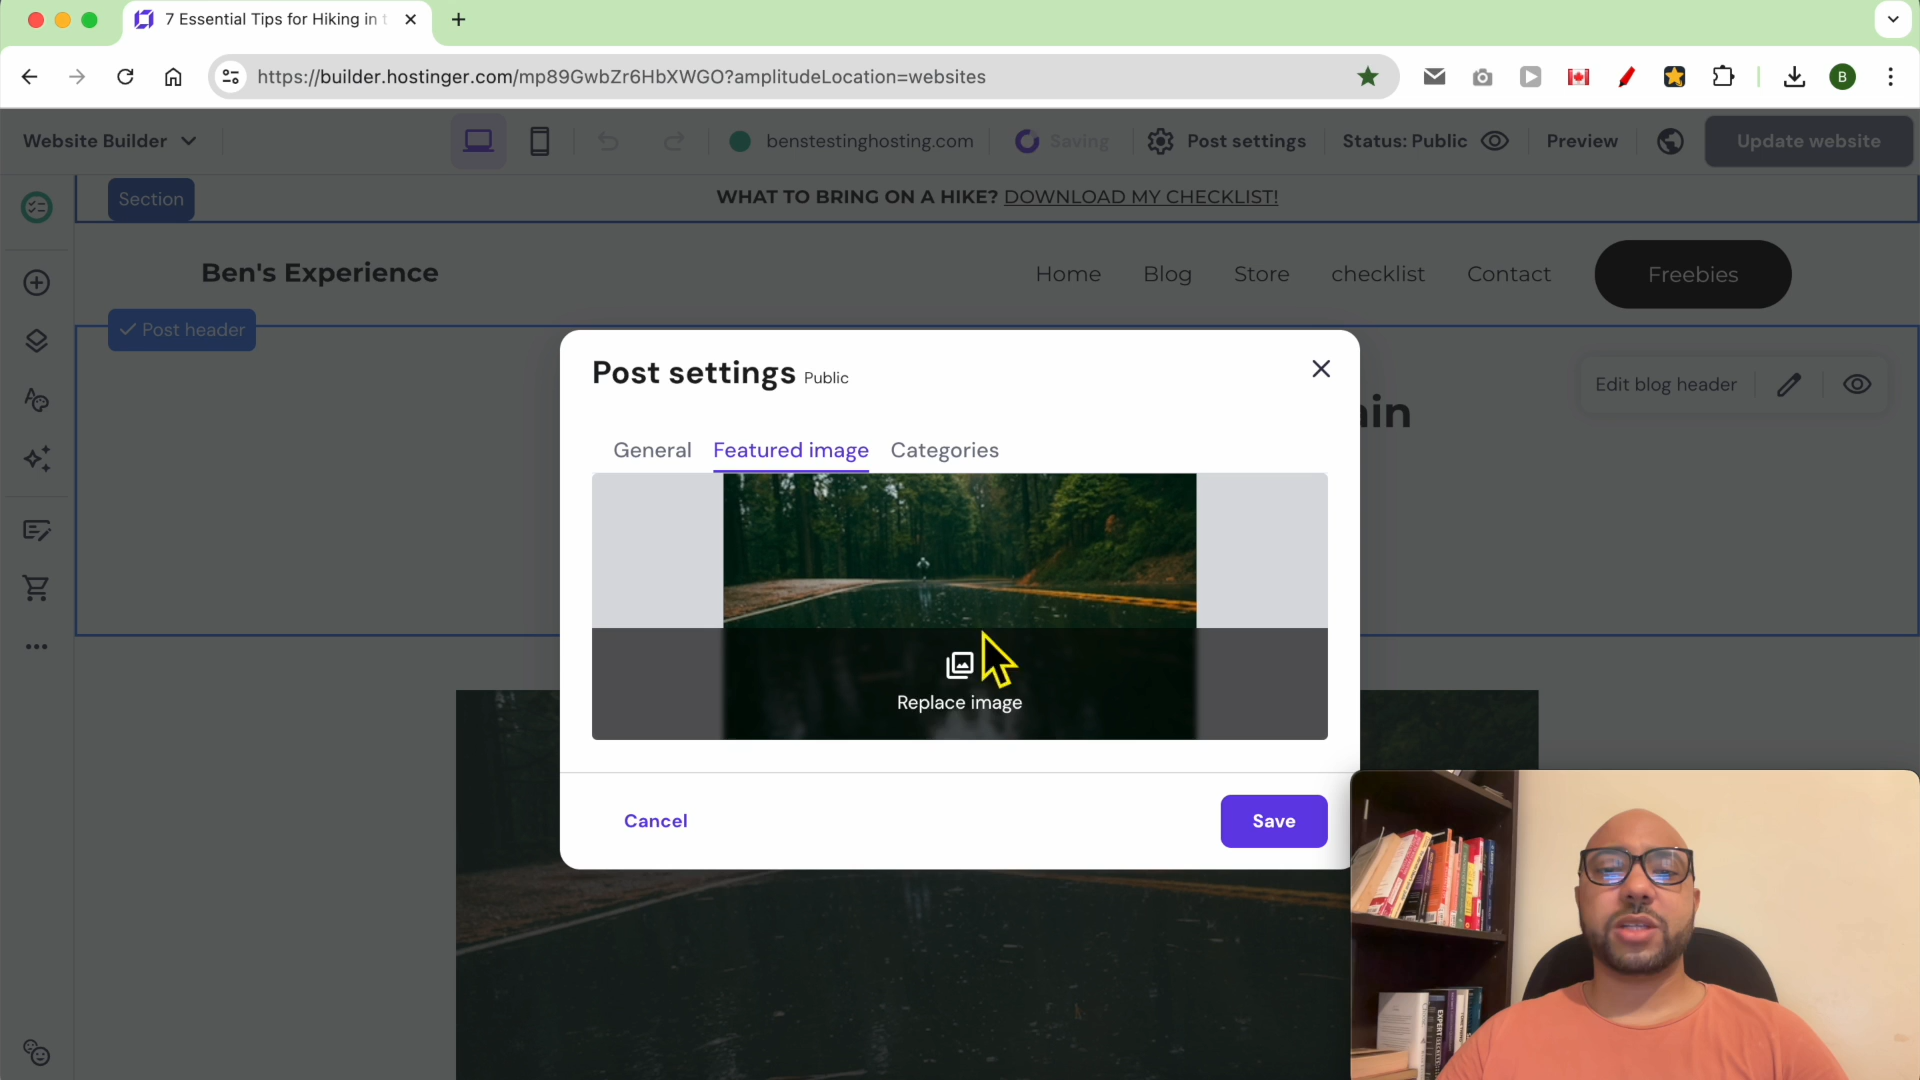 7 Essential Tips for Hiking in t
https://builder.hostinger.com/mp89GwbZr6HbXWGO?amplitudeLocation=websites
B
Website Builder
benstestinghosting.com
Saving
Post settings
Status: Public
Preview
Update website
Section
WHAT TO BRING ON A HIKE? DOWNLOAD MY CHECKLIST!
Ben's Experience
Home
Blog
Store
checklist
Contact
Freebies
Post header
Edit blog header
ain
Post settings Public
General
Featured image
Categories
Replace image
Cancel
Save
EXPERT SECRETS